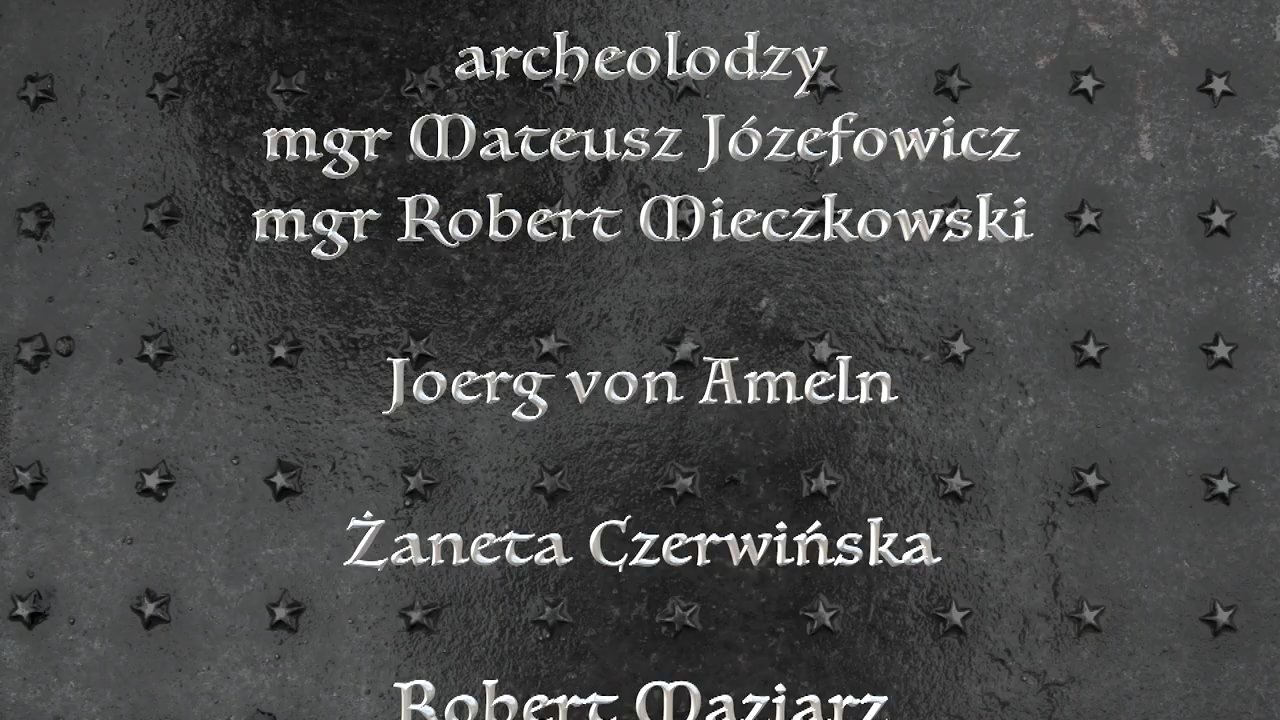 archeolodzy
mgr Mateusz Józefowicz
mgr Robert Mieczkowski
Joerg von Ameln
Żaneta Czerwińska
Robert Maziarz